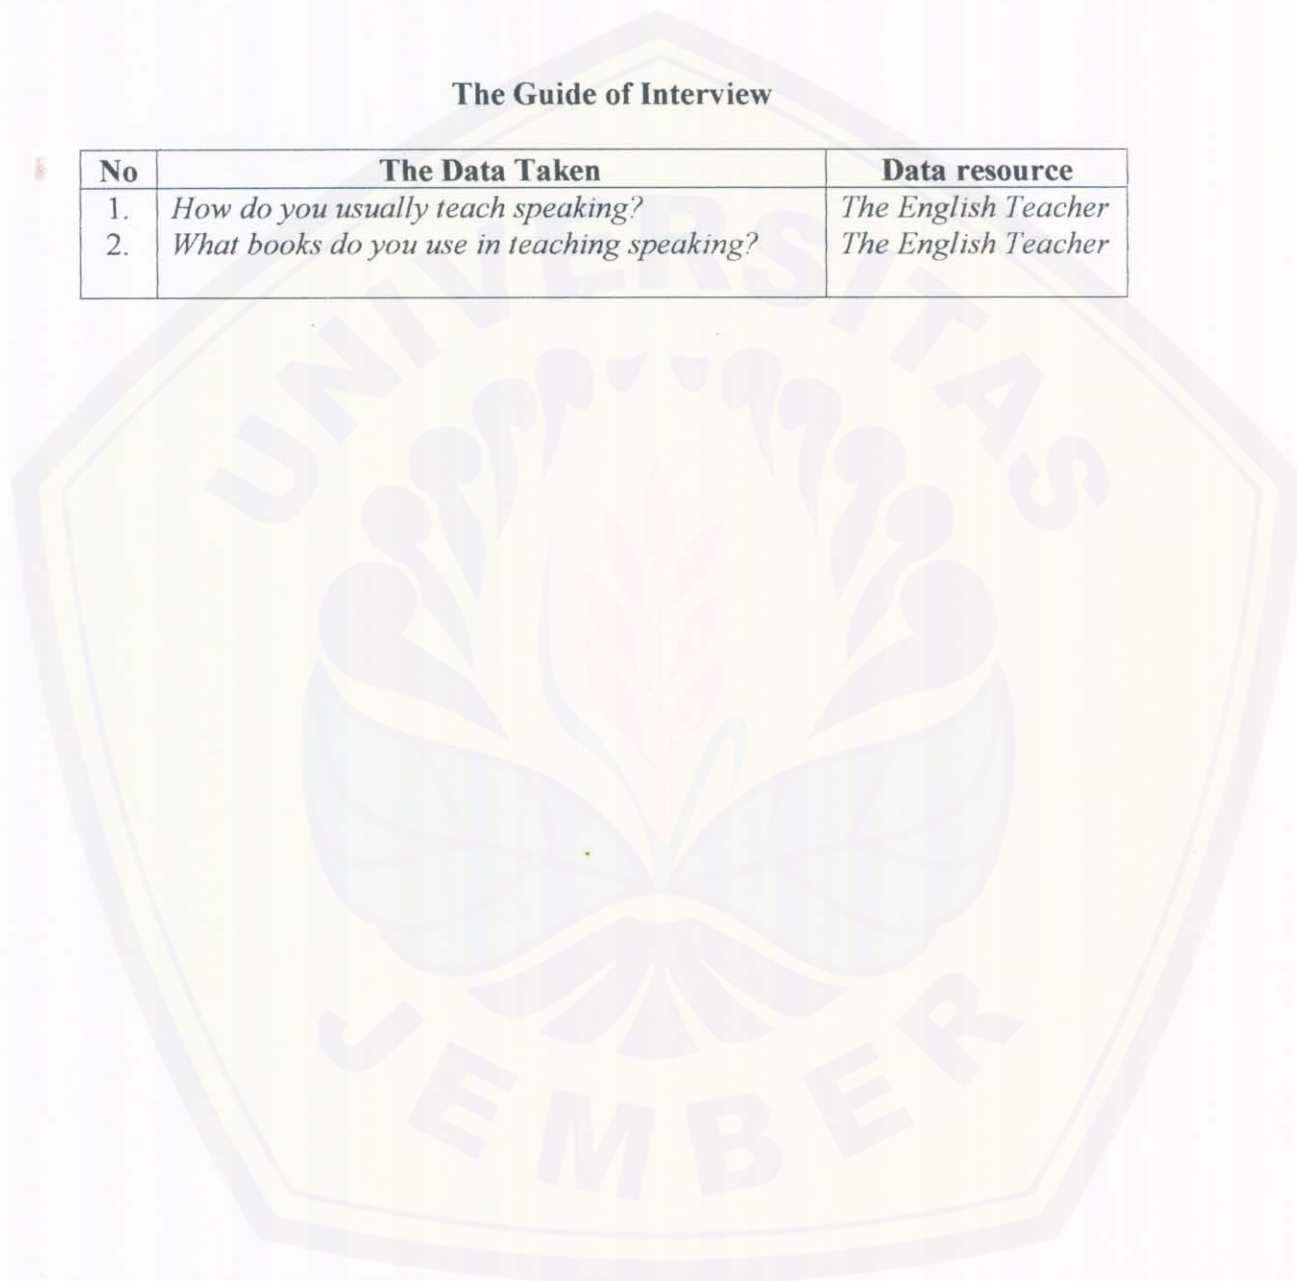 The Guide of Interview
No The Data Taken Data resource
1. How do you usually teach speaking? The English Teacher
2. What books do you use in teaching speaking? The English Teacher
UNIVERSITAS
JEMBER